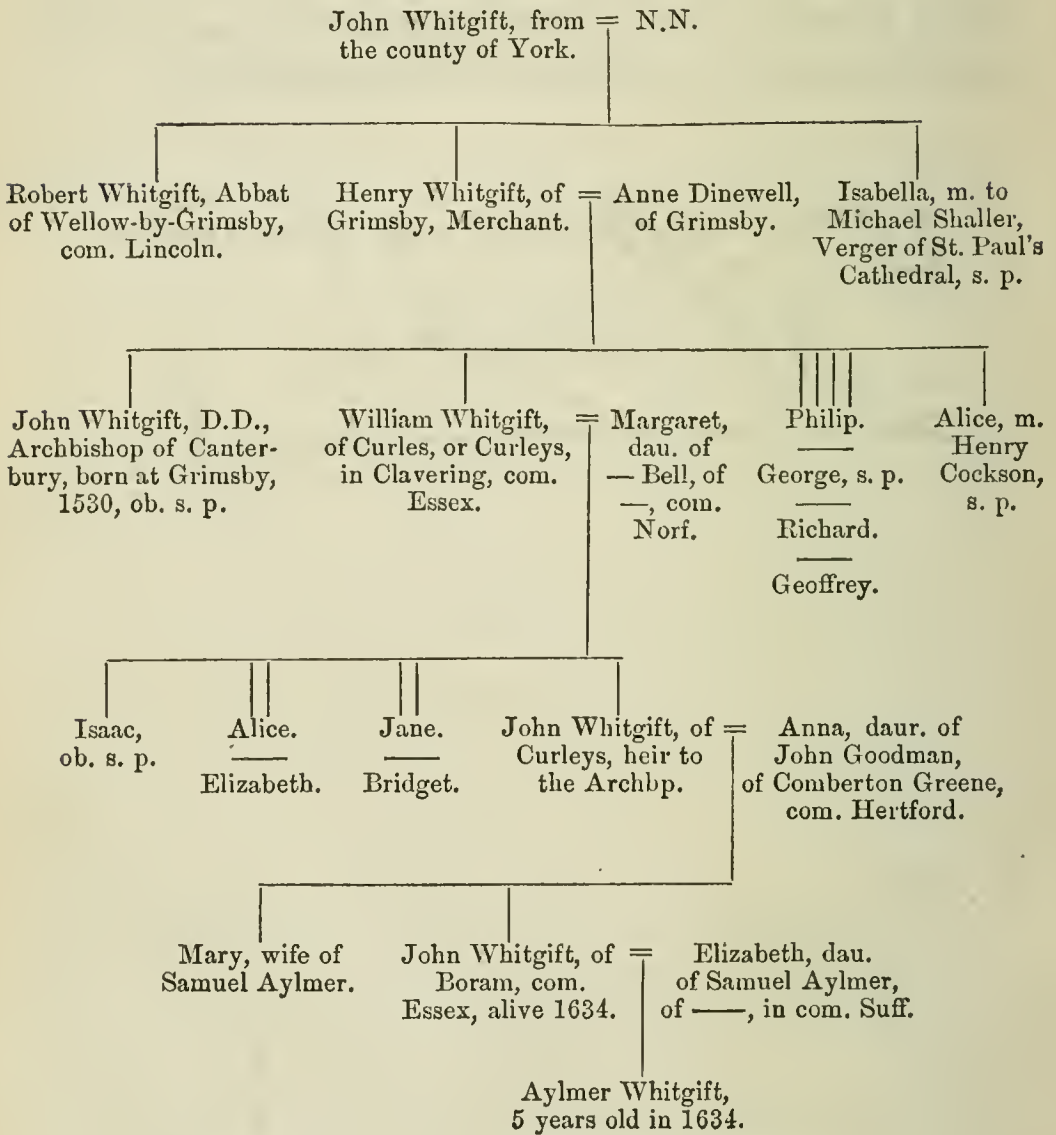 John Whitgift, from = N.N.
the county of York.
Robert Whitgift, Abbat
of Wellow-by-Grimsby,
com. Lincoln.
Henry Whitgift, of
Grimsby, Merchant.
= Anne Dinewell,
of Grimsby.
Isabella, m. to
Michael Shaller,
Verger of St. Paul's
Cathedral, s. p.
John Whitgift, D.D.,
Archbishop of Canter-
bury, born at Grimsby,
1530, ob. s. p.
William Whitgift,
of Curles, or Curleys,
in Clavering, com.
Essex.
= Margaret,
dau. of
— Bell, of
—, com.
Norf.
Philip.
George, s. p.
Richard.
Geoffrey.
Alice, m.
Henry
Cockson,
s. p.
Isaac,
ob. s. p.
Alice.
Elizabeth.
Jane.
Bridget.
John Whitgift, of
Curleys, heir to
the Archbp.
= Anna, daur. of
John Goodman,
of Comberton Greene,
com. Hertford.
Mary, wife of
Samuel Aylmer.
John Whitgift, of
Boram, com.
Essex, alive 1634.
= Elizabeth, dau.
of Samuel Aylmer,
of ——, in com. Suff.
Aylmer Whitgift,
5 years old in 1634.